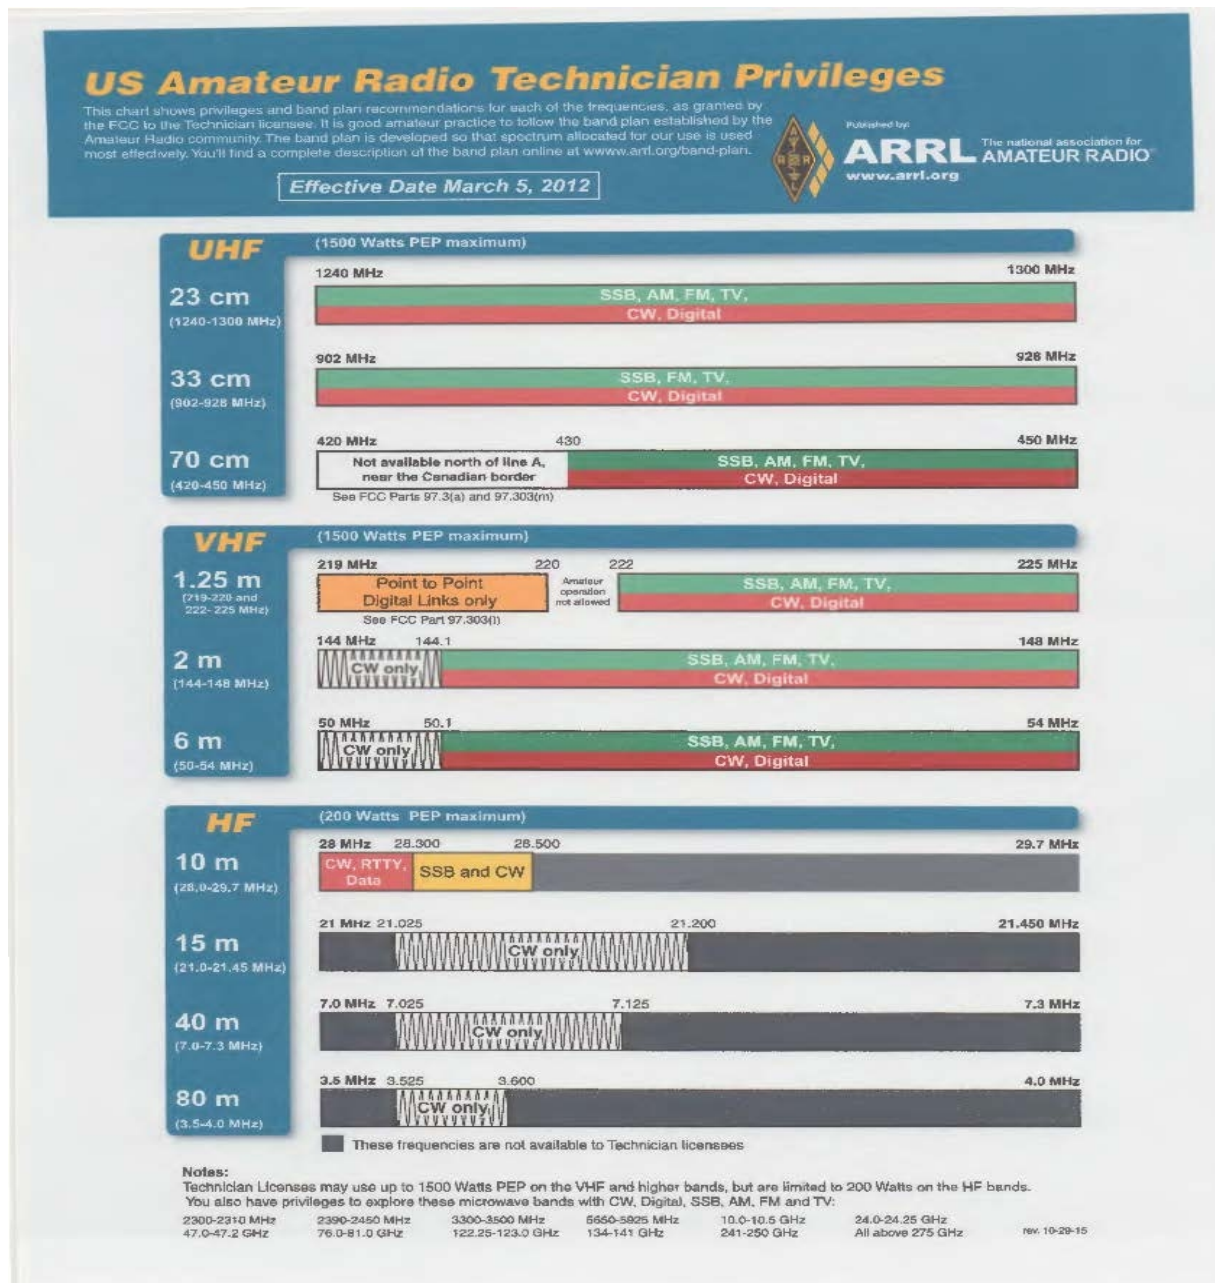 US Amateur Radio Technician Privileges
This chart shows privileges and band plan recommendations for each of the frequencies, as granted by
the FCC to the Technician licensee. It is good amateur practice to follow the band plan established by the
Amateur Radio community. The band plan is developed so that spectrum allocated for our use is used
most effectively. You'll find a complete description of the band plan online at wwww.arrl.org/band-plan.
Effective Date March 5, 2012
Published by:
ARRL The national association for
AMATEUR RADIO
www.arrl.org
UHF (1500 Watts PEP maximum)
1240 MHz 1300 MHz
23 cm
(1240-1300 MHz)
SSB, AM, FM, TV,
CW, Digital
902 MHz 928 MHz
33 cm
(902-928 MHz)
SSB, FM, TV,
CW, Digital
420 MHz 430 450 MHz
70 cm
(420-450 MHz)
Not available north of line A,
near the Canadian border
SSB, AM, FM, TV,
CW, Digital
See FCC Parts 97.3(a) and 97.303(m)
VHF (1500 Watts PEP maximum)
219 MHz 220 222 225 MHz
1.25 m
(219-220 and
222-225 MHz)
Point to Point
Digital Links only
Amateur
operation
not allowed
SSB, AM, FM, TV,
CW, Digital
See FCC Part 97.303(l)
144 MHz 144.1 148 MHz
2 m
(144-148 MHz)
CW only
SSB, AM, FM, TV,
CW, Digital
50 MHz 50.1 54 MHz
6 m
(50-54 MHz)
CW only
SSB, AM, FM, TV,
CW, Digital
HF (200 Watts PEP maximum)
28 MHz 28.300 28.500 29.7 MHz
10 m
(28.0-29.7 MHz)
CW, RTTY,
Data
SSB and CW
21 MHz 21.025 21.200 21.450 MHz
15 m
(21.0-21.45 MHz)
CW only
7.0 MHz 7.025 7.125 7.3 MHz
40 m
(7.0-7.3 MHz)
CW only
3.5 MHz 3.525 3.600 4.0 MHz
80 m
(3.5-4.0 MHz)
CW only
These frequencies are not available to Technician licensees
Notes:
Technician Licenses may use up to 1500 Watts PEP on the VHF and higher bands, but are limited to 200 Watts on the HF bands.
You also have privileges to explore these microwave bands with CW, Digital, SSB, AM, FM and TV:
2300-2310 MHz 2390-2450 MHz 3300-3500 MHz 5650-5925 MHz 10.0-10.5 GHz 24.0-24.25 GHz
47.0-47.2 GHz 76.0-81.0 GHz 122.25-123.0 GHz 134-141 GHz 241-250 GHz All above 275 GHz rev. 10-29-15